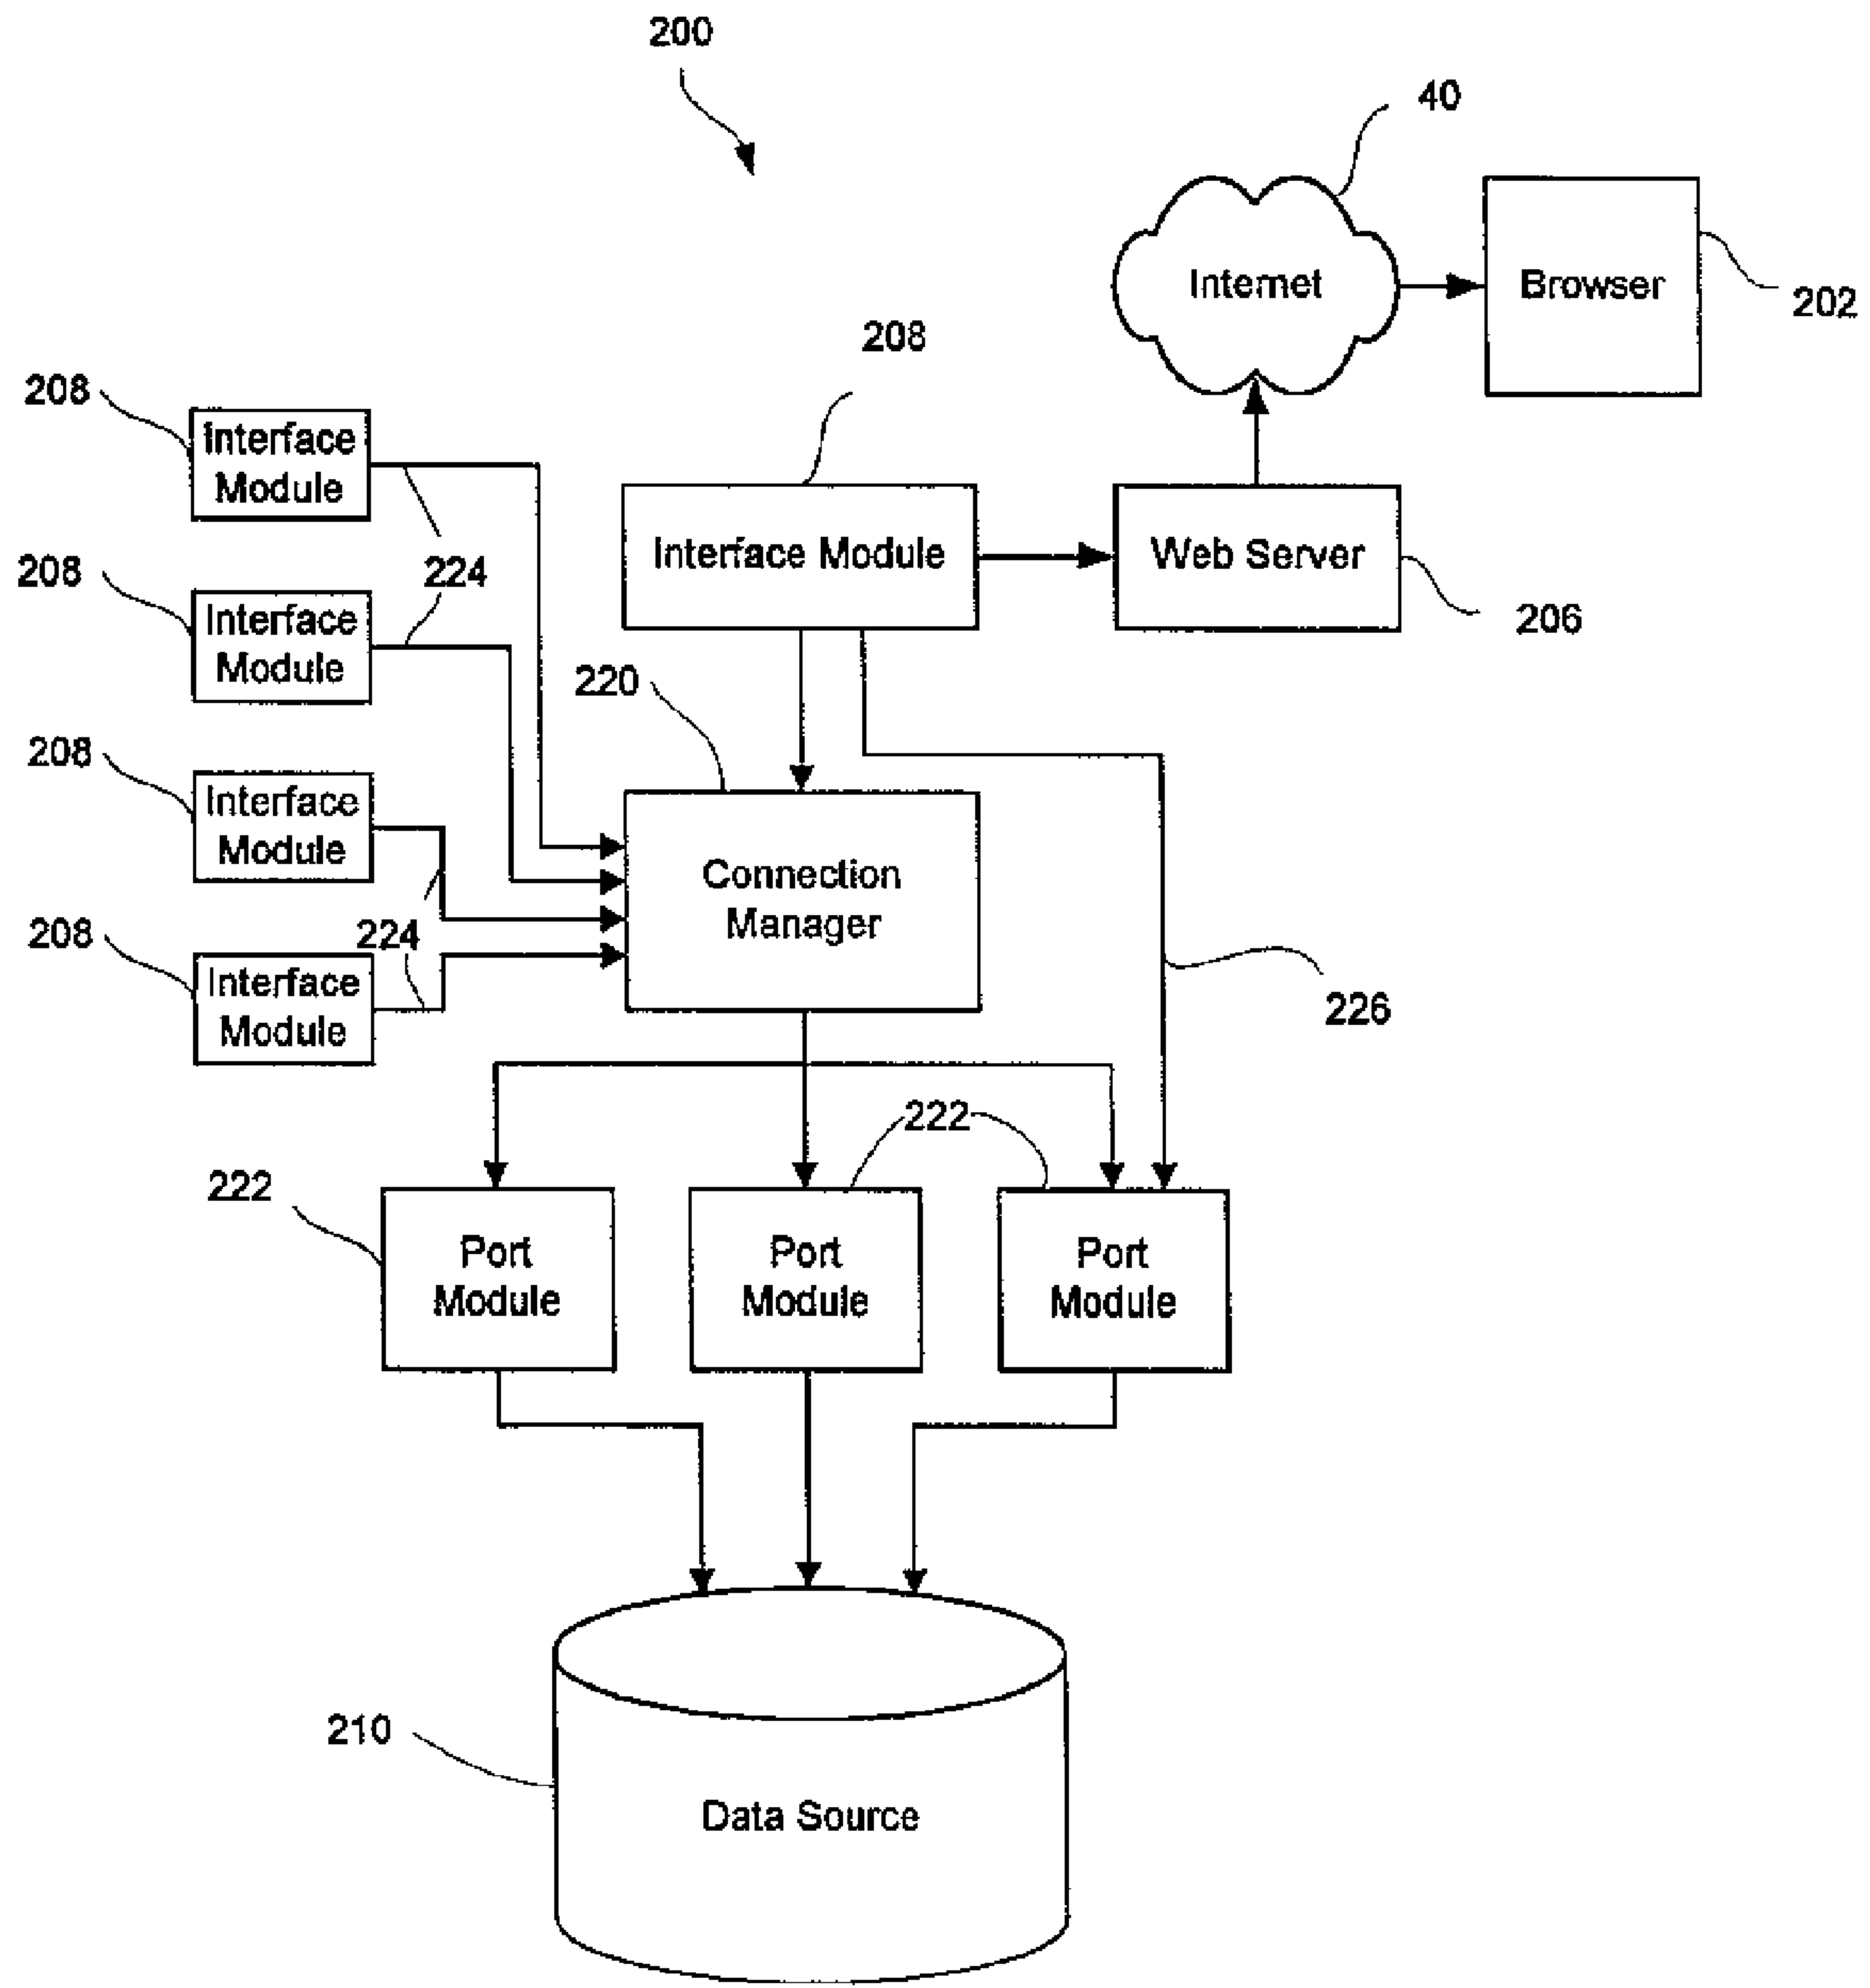 200
40
Internet
Browser
202
208
208
Interface
Module
Interface Module
Web Server
206
224
208
Interface
Module
220
208
Interface
Module
Connection
Manager
224
208
Interface
Module
226
222
222
Port
Module
Port
Module
Port
Module
210
Data Source